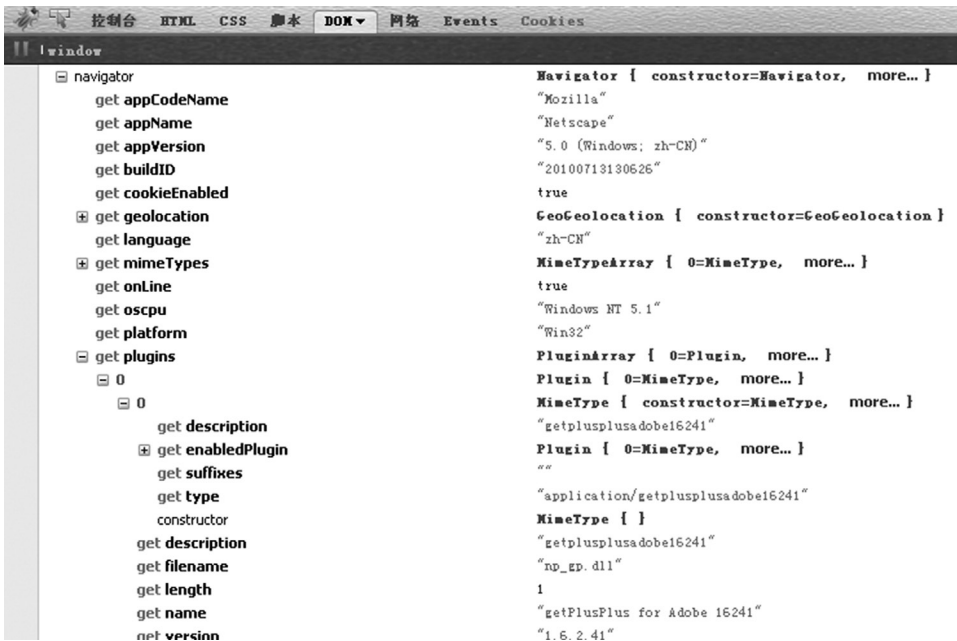 控制台 HTML CSS 脚本 DOM 网络 Events Cookies
window
navigator Navigator { constructor=Navigator, more... }
get appCodeName "Mozilla"
get appName "Netscape"
get appVersion "5.0 (Windows; zh-CN)"
get buildID "20100713130626"
get cookieEnabled true
get geolocation GeoGeolocation { constructor=GeoGeolocation }
get language "zh-CN"
get mimeTypes MimeTypeArray { 0=MimeType, more... }
get onLine true
get oscpu "Windows NT 5.1"
get platform "Win32"
get plugins PluginArray { 0=Plugin, more... }
0 Plugin { 0=MimeType, more... }
0 MimeType { constructor=MimeType, more... }
get description "getplusplusadobe16241"
get enabledPlugin Plugin { 0=MimeType, more... }
get suffixes ""
get type "application/getplusplusadobe16241"
constructor MimeType { }
get description "getplusplusadobe16241"
get filename "np_gp.dll"
get length 1
get name "getPlusPlus for Adobe 16241"
get version "1.6.2.41"